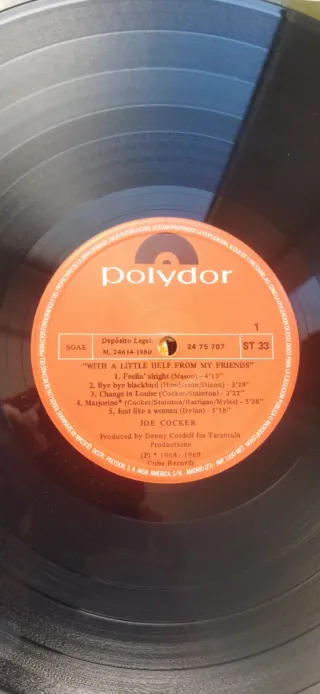 polydor
1
SGAE
Depósito Legal:
M. 24614-1980
24 75 707
ST 33
"WITH A LITTLE HELP FROM MY FRIENDS"
1. Feelin' alright (Mason) - 4'13"
2. Bye bye blackbird (Henderson/Dixon) - 3'29"
3. Change in Louise (Cocker/Stainton) - 3'22"
4. Marjorine* (Cocker/Stainton/Rattigan/Myles) - 2'38"
5. Just like a woman (Dylan) - 5'18"
JOE COCKER
Produced by Denny Cordell for Tarantula
Productions
(P) * 1968 - 1969
Cube Records